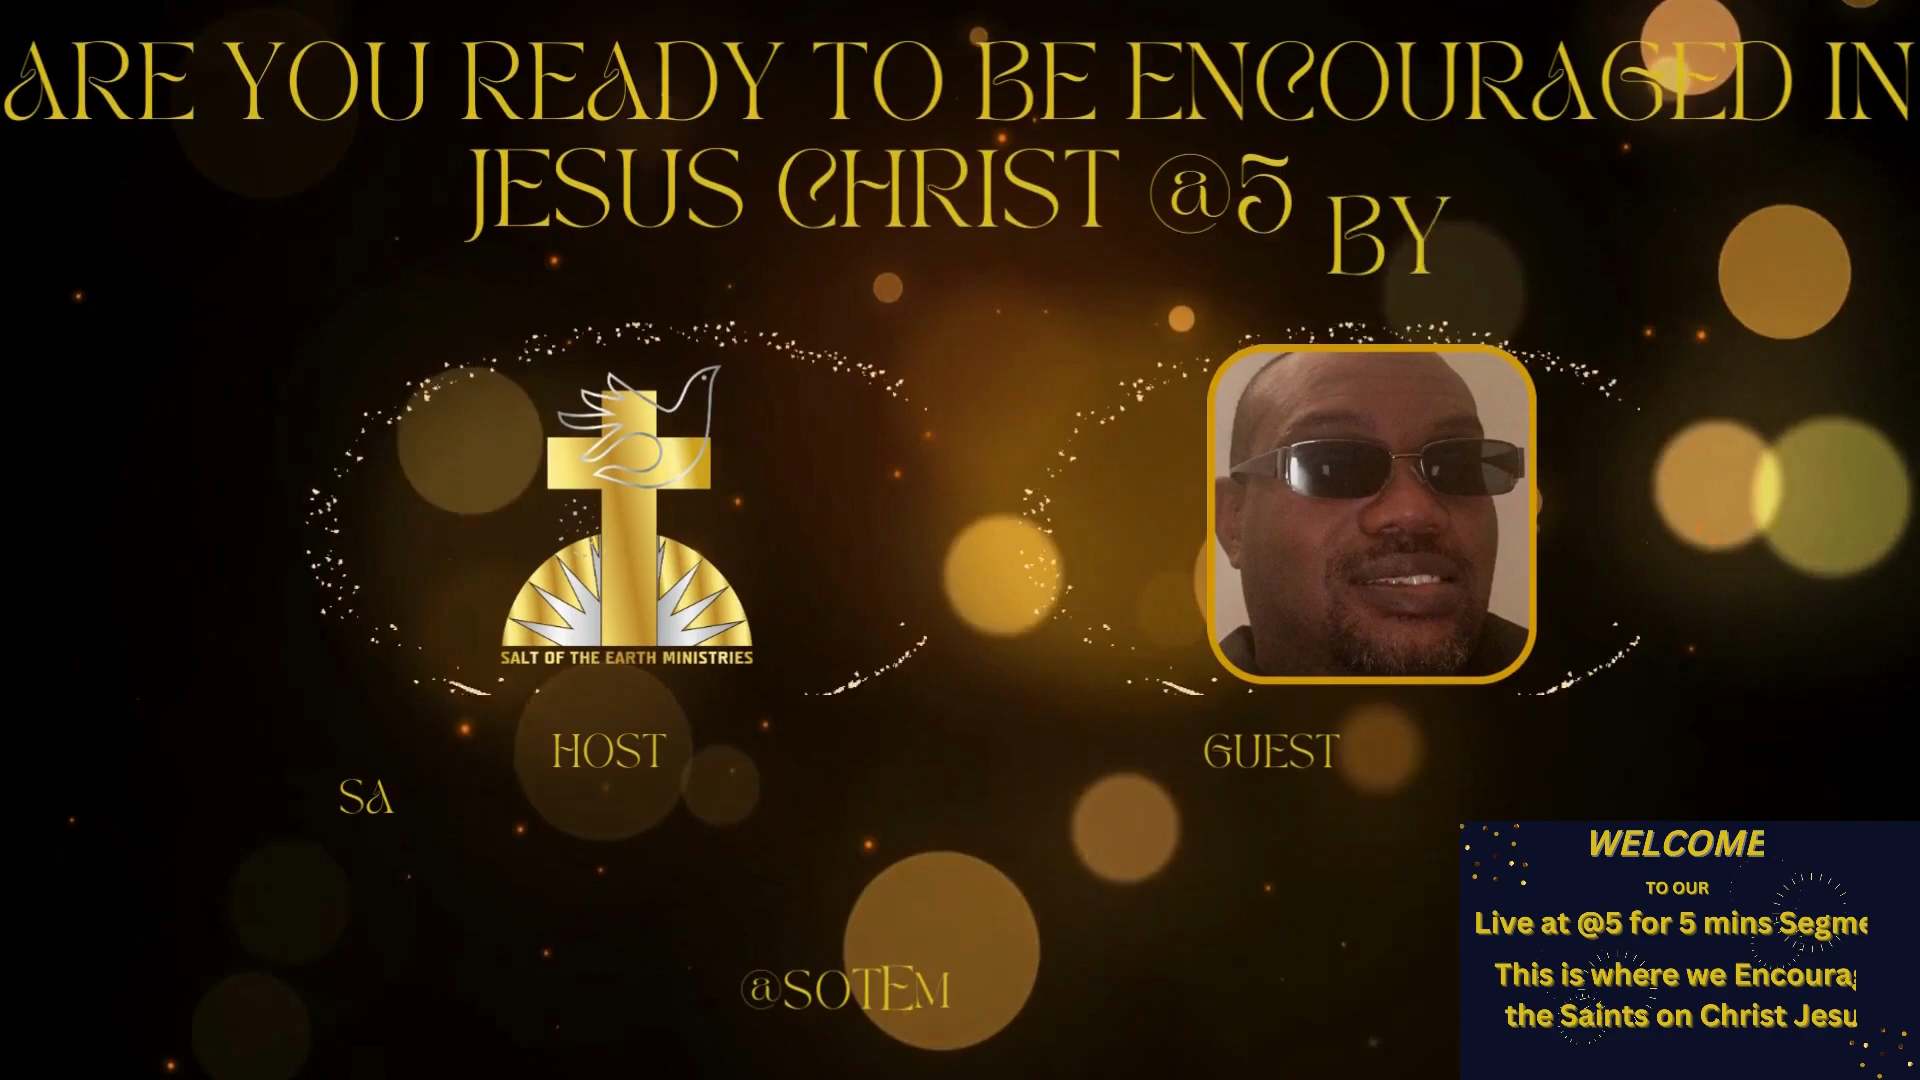 ARE YOU READY TO BE ENCOURAGED IN
JESUS CHRIST @5 BY
SALT OF THE EARTH MINISTRIES
HOST
GUEST
SA
@SOTEM
WELCOME
TO OUR
Live at @5 for 5 mins Segme
This is where we Encourag
the Saints on Christ Jesu